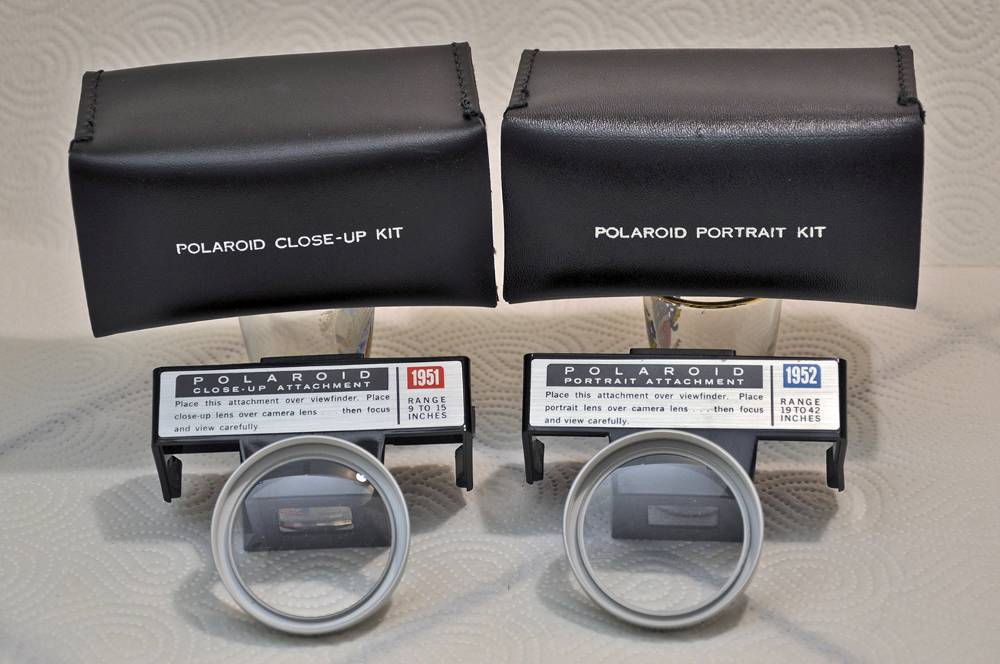 POLAROID CLOSE-UP KIT
POLAROID PORTRAIT KIT
POLAROID
CLOSE-UP ATTACHMENT
Place this attachment over viewfinder. Place
close-up lens over camera lens ... then focus
and view carefully.
1951
RANGE
9 TO 15
INCHES
POLAROID
PORTRAIT ATTACHMENT
Place this attachment over viewfinder. Place
portrait lens over camera lens ... then focus
and view carefully.
1952
RANGE
19 TO 42
INCHES